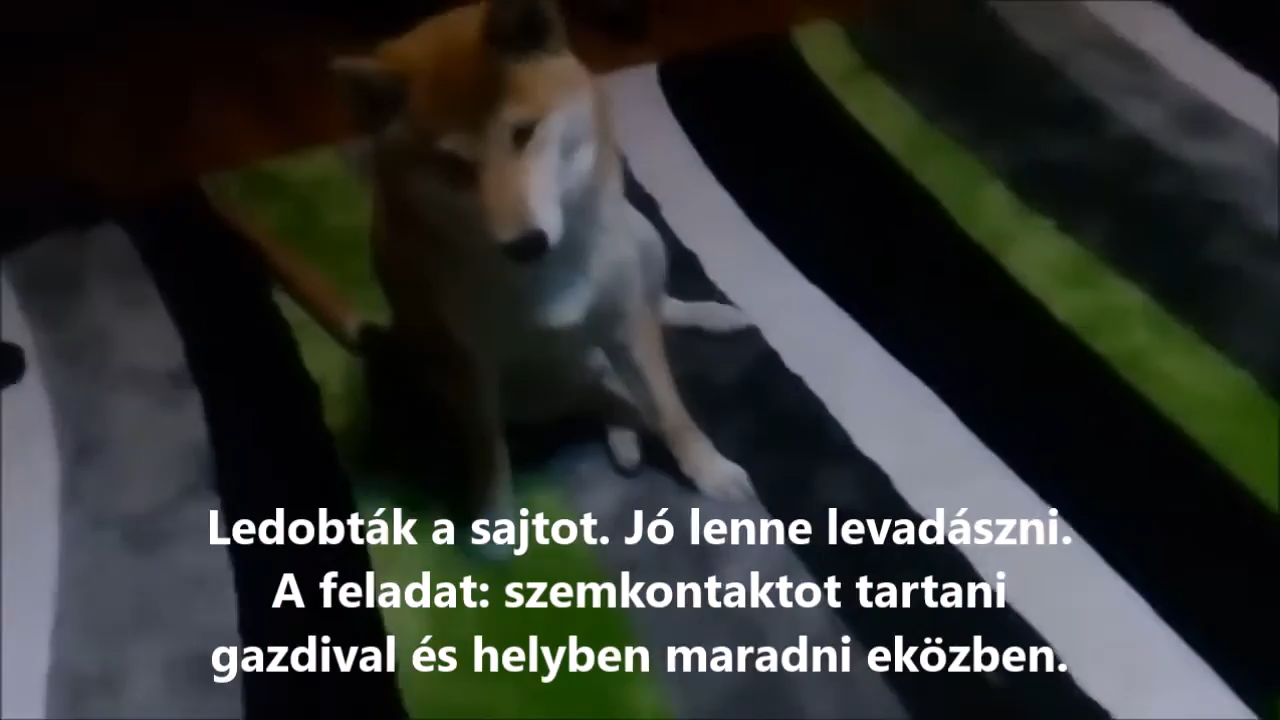 Ledobták a sajtot. Jó lenne levadászni.
A feladat: szemkontaktot tartani
gazdival és helyben maradni eközben.